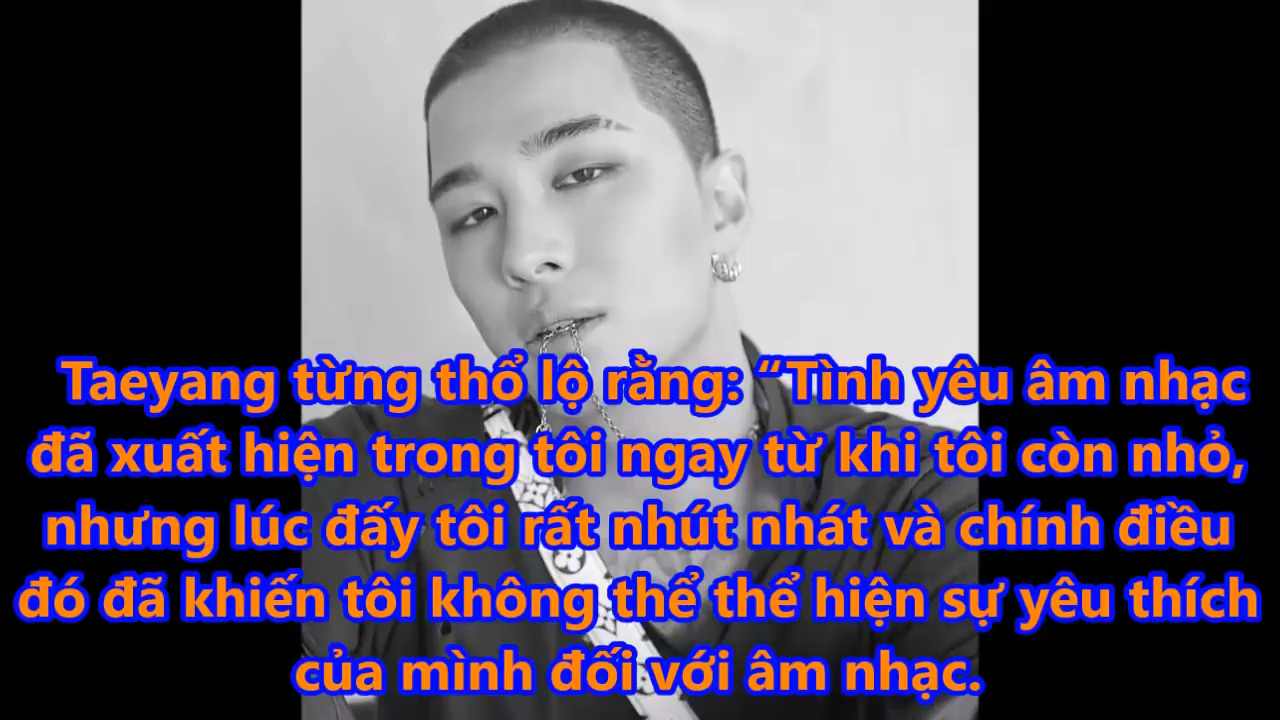 Taeyang từng thổ lộ rằng: “Tình yêu âm nhạc
đã xuất hiện trong tôi ngay từ khi tôi còn nhỏ,
nhưng lúc đấy tôi rất nhút nhát và chính điều
đó đã khiến tôi không thể thể hiện sự yêu thích
của mình đối với âm nhạc.